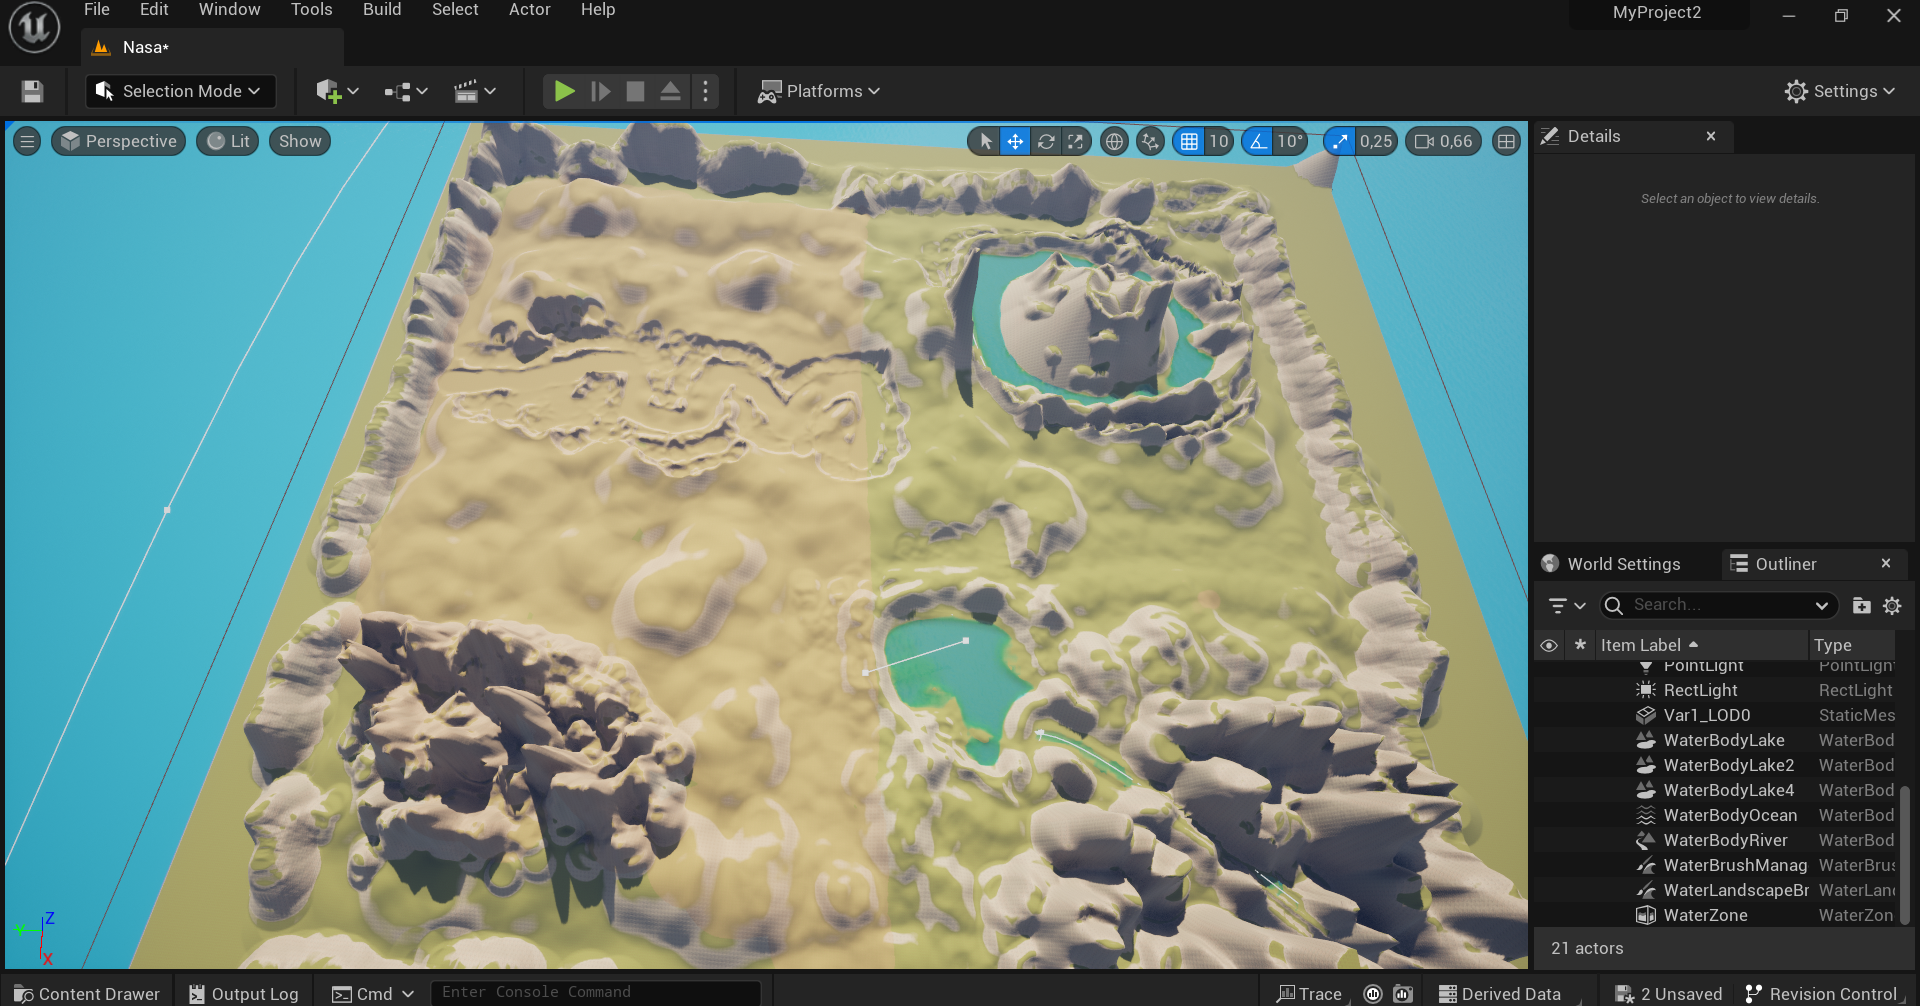 File Edit Window Tools Build Select Actor Help
MyProject2
Nasa*
Selection Mode
Platforms
Settings
Perspective Lit Show
10 10° 0,25 0,66
Details
Select an object to view details.
World Settings Outliner
Search...
* Item Label Type
PointLight PointLight
RectLight RectLight
Var1_LOD0 StaticMes
WaterBodyLake WaterBod
WaterBodyLake2 WaterBod
WaterBodyLake4 WaterBod
WaterBodyOcean WaterBod
WaterBodyRiver WaterBod
WaterBrushManag WaterBrus
WaterLandscapeBr WaterLand
WaterZone WaterZon
21 actors
Z
Y
X
Content Drawer Output Log Cmd Enter Console Command Trace Derived Data 2 Unsaved Revision Control